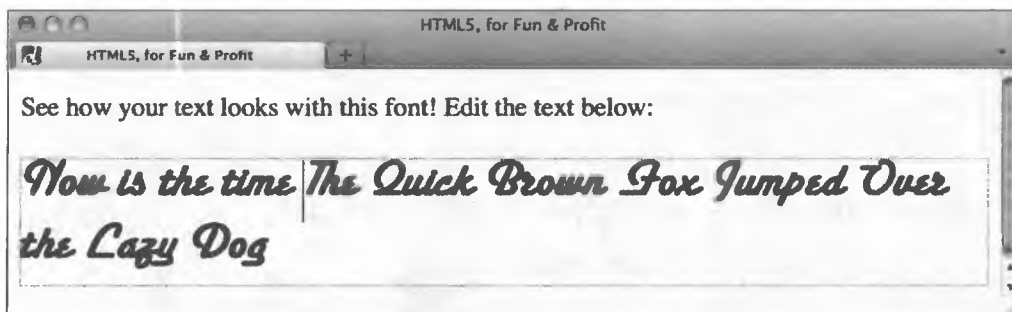 HTML5, for Fun & Profit
HTML5, for Fun & Profit
See how your text looks with this font! Edit the text below:
Now is the time The Quick Brown Fox Jumped Over
the Lazy Dog